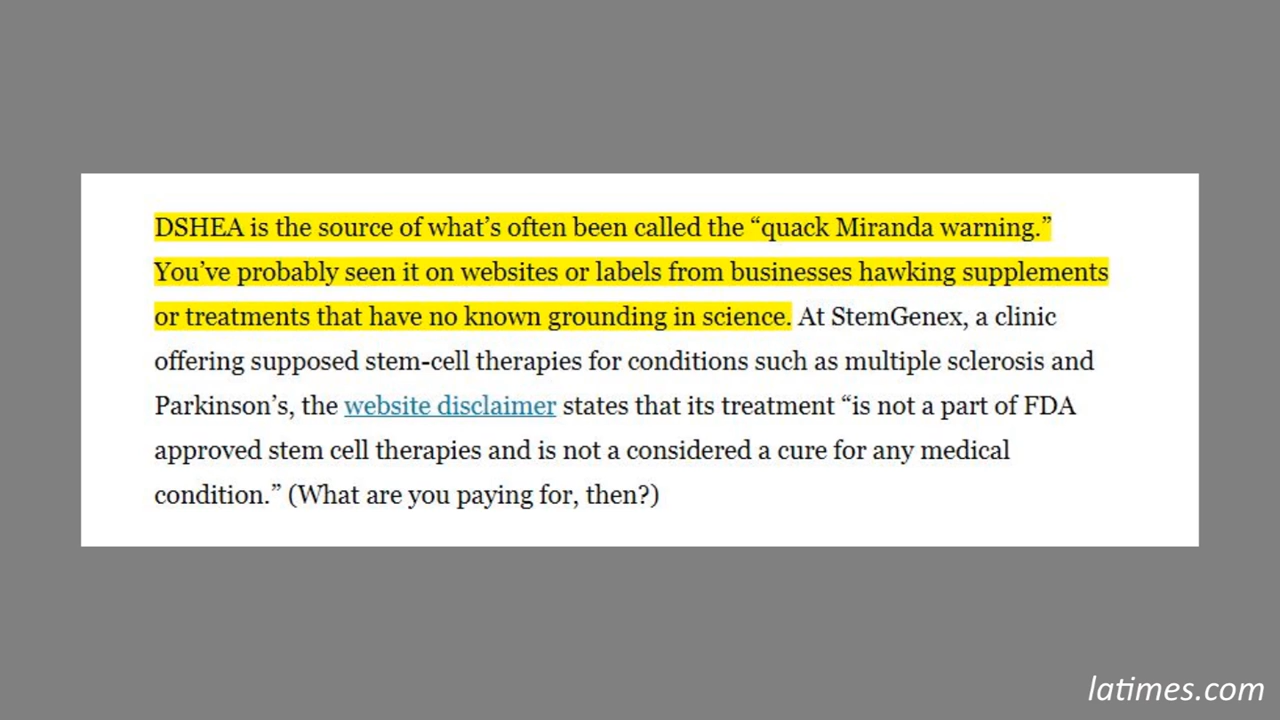 DSHEA is the source of what’s often been called the “quack Miranda warning.”
You’ve probably seen it on websites or labels from businesses hawking supplements
or treatments that have no known grounding in science. At StemGenex, a clinic
offering supposed stem-cell therapies for conditions such as multiple sclerosis and
Parkinson’s, the website disclaimer states that its treatment “is not a part of FDA
approved stem cell therapies and is not a considered a cure for any medical
condition.” (What are you paying for, then?)
latimes.com